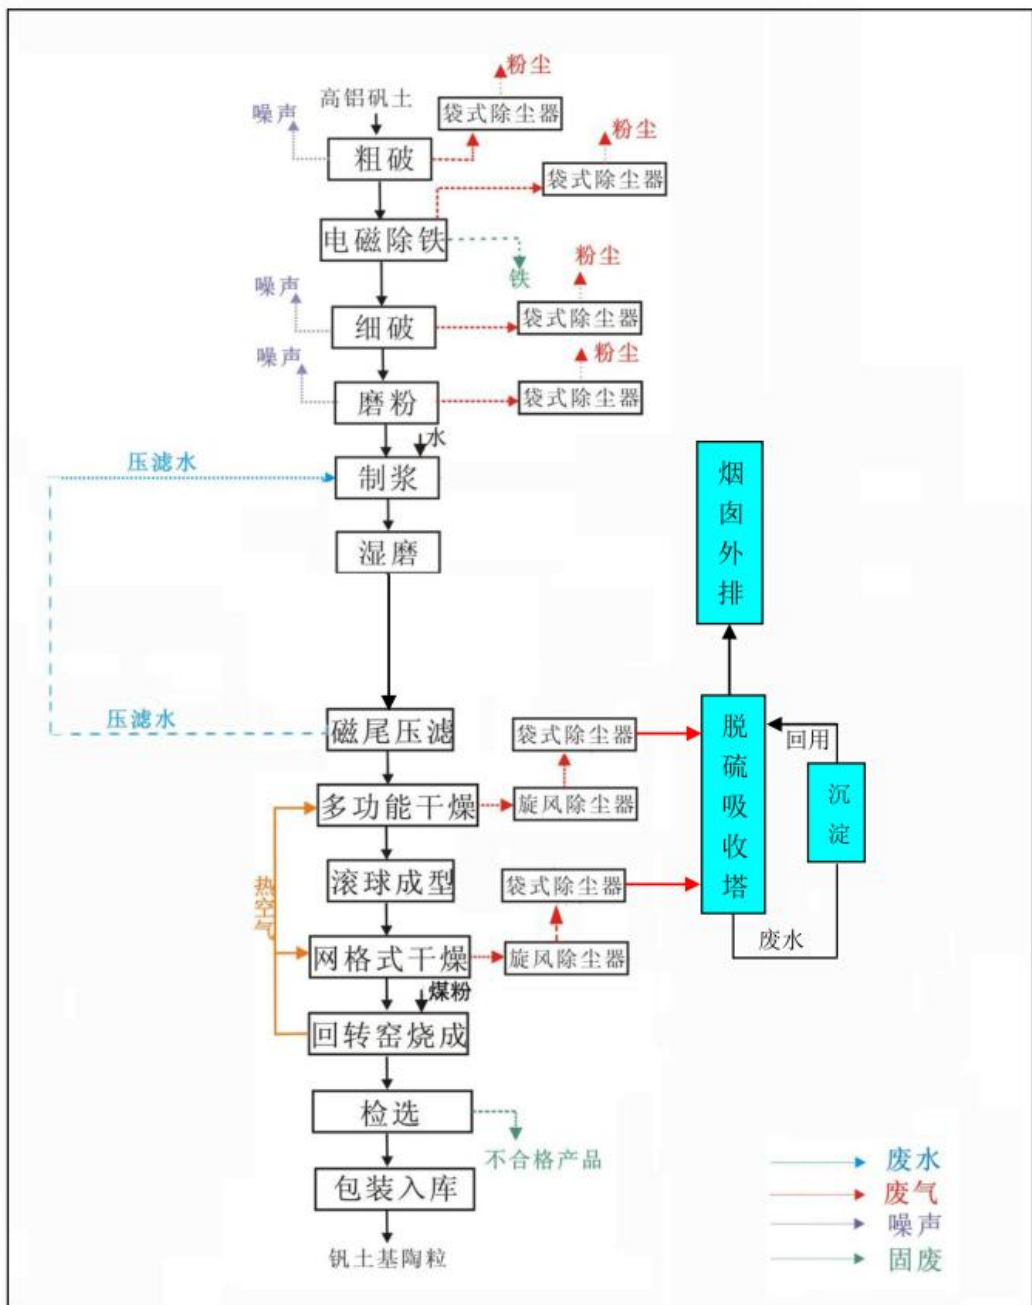 粉尘
高铝矾土
袋式除尘器
噪声
粉尘
粗破
袋式除尘器
电磁除铁
粉尘
铁
噪声
袋式除尘器
细破
粉尘
噪声
磨粉
袋式除尘器
水
压滤水
制浆
烟囱外排
湿磨
压滤水
磁尾压滤
袋式除尘器
脱硫吸收塔
回用
多功能干燥
旋风除尘器
沉淀
热空气
滚球成型
袋式除尘器
网格式干燥
旋风除尘器
废水
煤粉
回转窑烧成
检选
不合格产品
废水
包装入库
废气
噪声
钒土基陶粒
固废